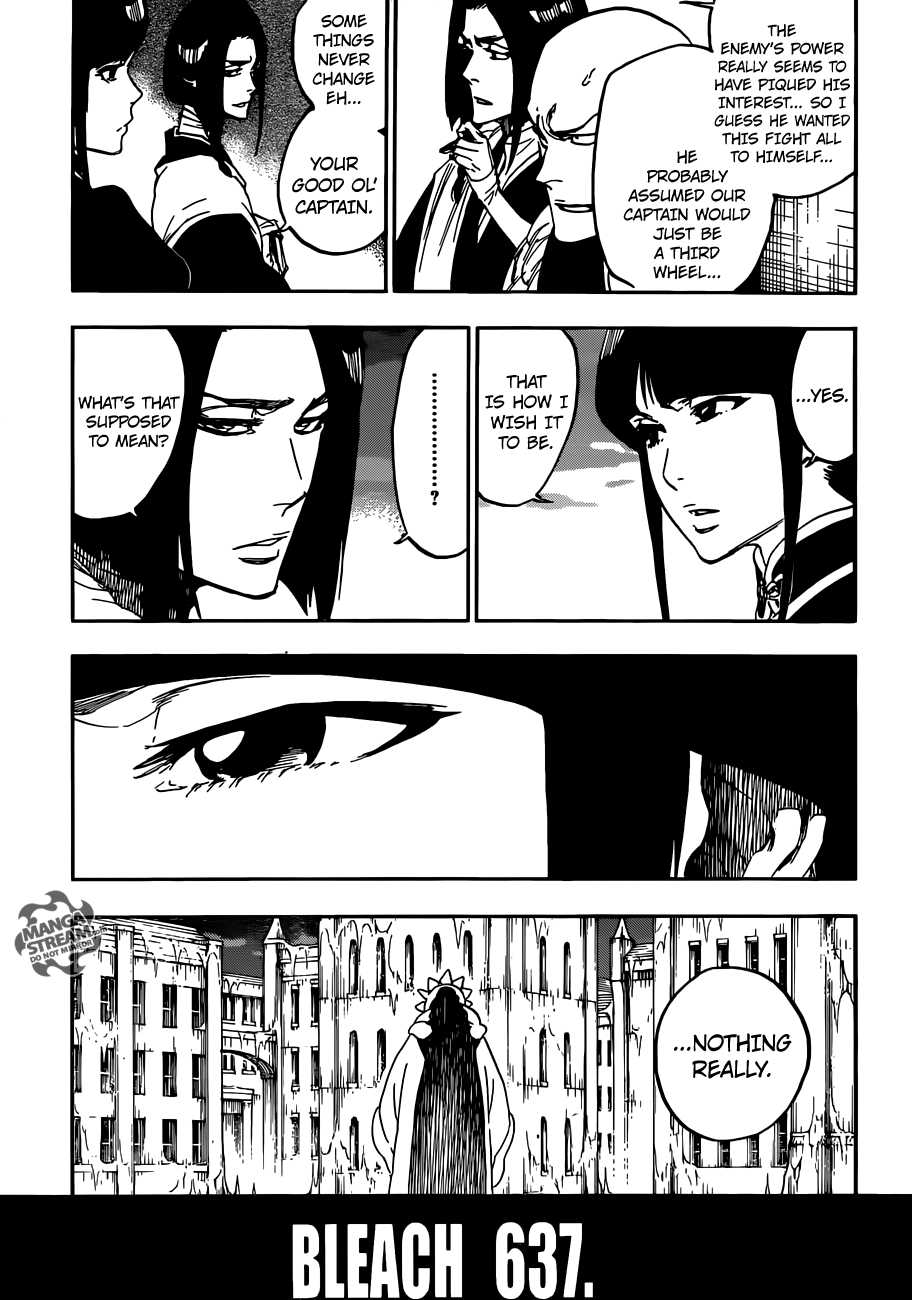 THE
ENEMY'S POWER
REALLY SEEMS TO
HAVE PIQUED HIS
INTEREST... SO I
GUESS HE WANTED
THIS FIGHT ALL
TO HIMSELF...
HE
PROBABLY
ASSUMED OUR
CAPTAIN WOULD
JUST BE
A THIRD
WHEEL...
SOME
THINGS
NEVER
CHANGE
EH...
YOUR
GOOD OL'
CAPTAIN.
...YES.
THAT
IS HOW I
WISH IT
TO BE.
............?
WHAT'S THAT
SUPPOSED
TO MEAN?
...NOTHING
REALLY.
MANGA
STREAM
DO NOT MIRROR
BLEACH 637.